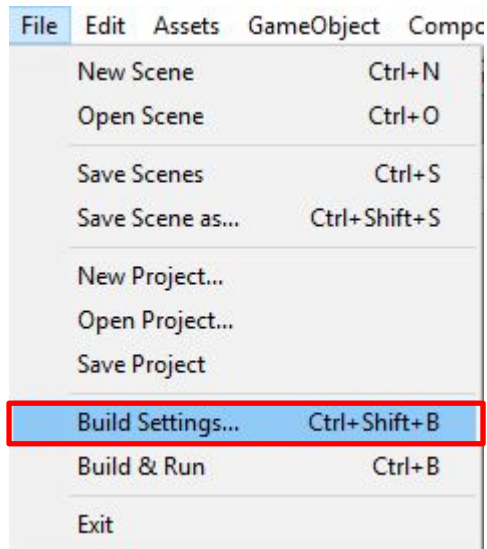 File Edit Assets GameObject Compo
New Scene Ctrl+N
Open Scene Ctrl+O
Save Scenes Ctrl+S
Save Scene as... Ctrl+Shift+S
New Project...
Open Project...
Save Project
Build Settings... Ctrl+Shift+B
Build & Run Ctrl+B
Exit